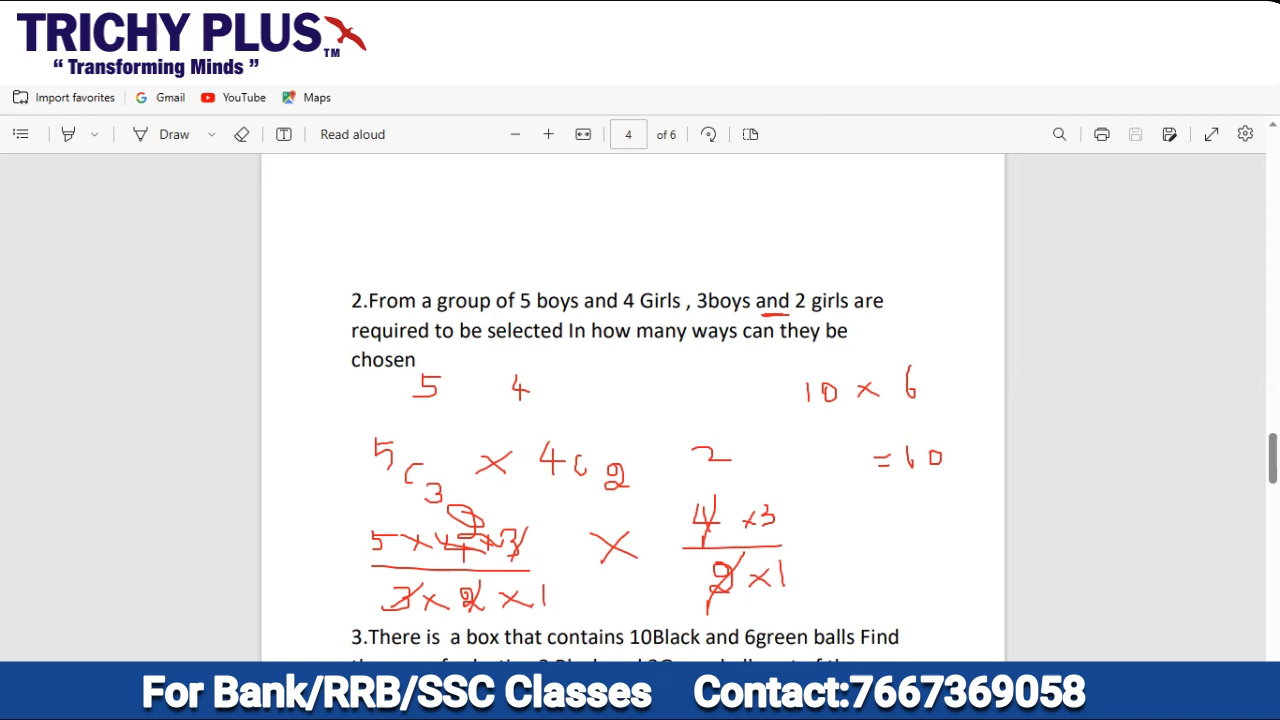 TRICHY PLUS TM
“ Transforming Minds ”
Import favorites Gmail YouTube Maps
Draw Read aloud 4 of 6
2.From a group of 5 boys and 4 Girls , 3boys and 2 girls are
required to be selected In how many ways can they be
chosen
5 4 10 × 6
5c3 × 4c2 2 = 60
2
5×4×3 × 4 ×3
3×2×1 2 ×1
3.There is a box that contains 10Black and 6green balls Find
For Bank/RRB/SSC Classes Contact:7667369058